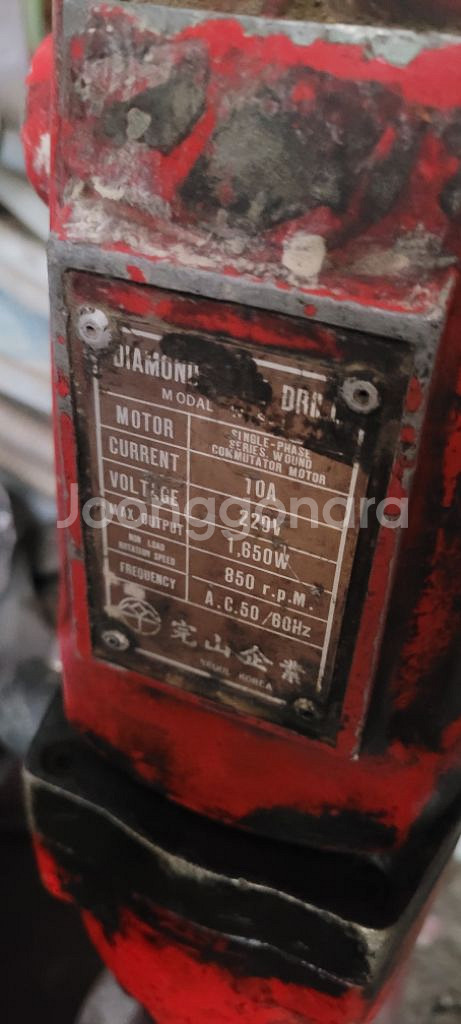 DIAMOND DRILL
MODAL
MOTOR SINGLE-PHASE SERIES, WOUND COMMUTATOR MOTOR
CURRENT 10A
VOLTAGE 220V
MAX. OUTPUT 1,650W
NON LOAD ROTATION SPEED 850 r.p.M.
FREQUENCY A.C.50/60Hz
完山企業
SEOUL KOREA
Joonggonara